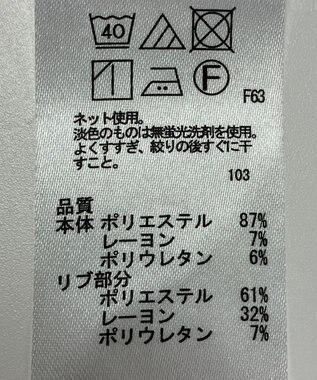 40
F
F63
ネット使用。
淡色のものは無蛍光洗剤を使用。
よくすすぎ、絞りの後すぐに干
すこと。
103
品質
本体 ポリエステル 87%
レーヨン 7%
ポリウレタン 6%
リブ部分
ポリエステル 61%
レーヨン 32%
ポリウレタン 7%